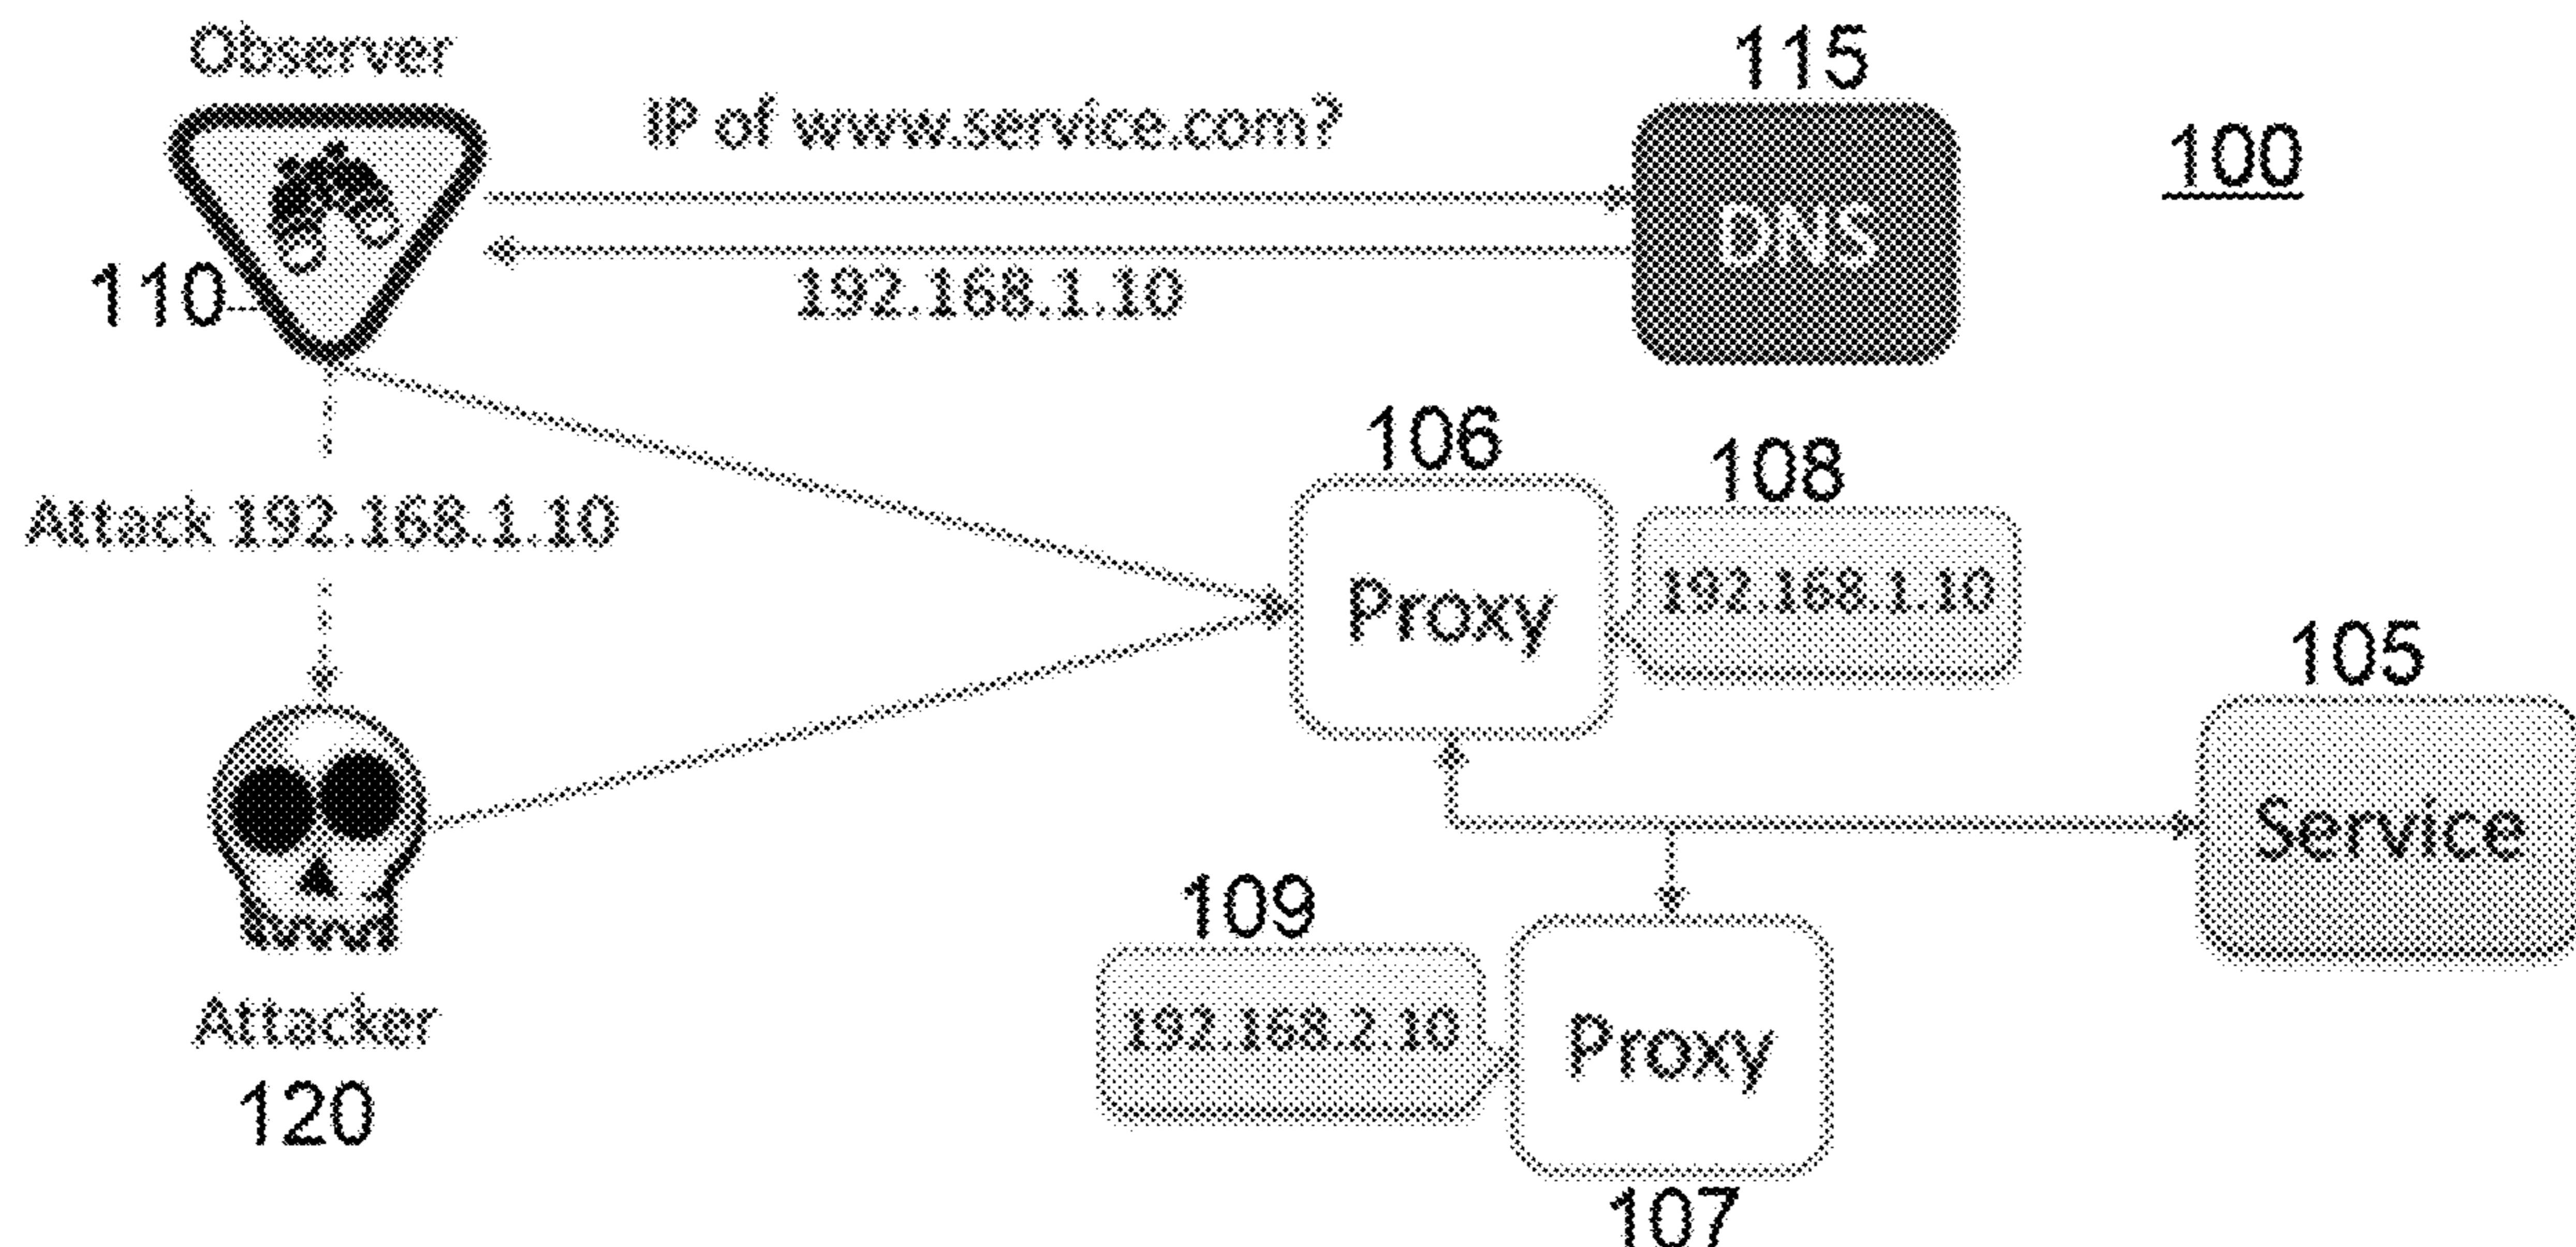 Observer
115
IP of www.service.com?
100
DNS
110
192.168.1.10
106
108
Attack 192.168.1.10
192.168.1.10
Proxy
105
Service
109
192.168.2.10
Proxy
Attacker
120
107